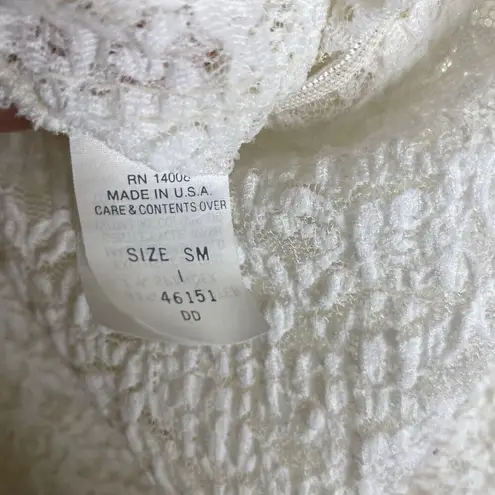 RN 14008
MADE IN U.S.A.
CARE & CONTENTS OVER
SIZE SM
I
46151
DD